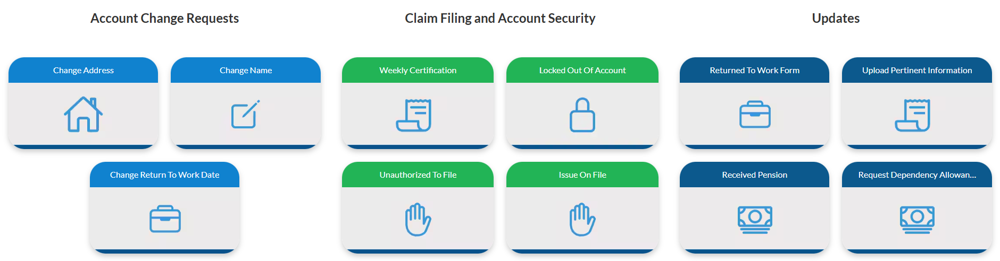 Account Change Requests
Claim Filing and Account Security
Updates
Change Address
Change Name
Weekly Certification
Locked Out Of Account
Returned To Work Form
Upload Pertinent Information
Change Return To Work Date
Unauthorized To File
Issue On File
Received Pension
Request Dependency Allowan...